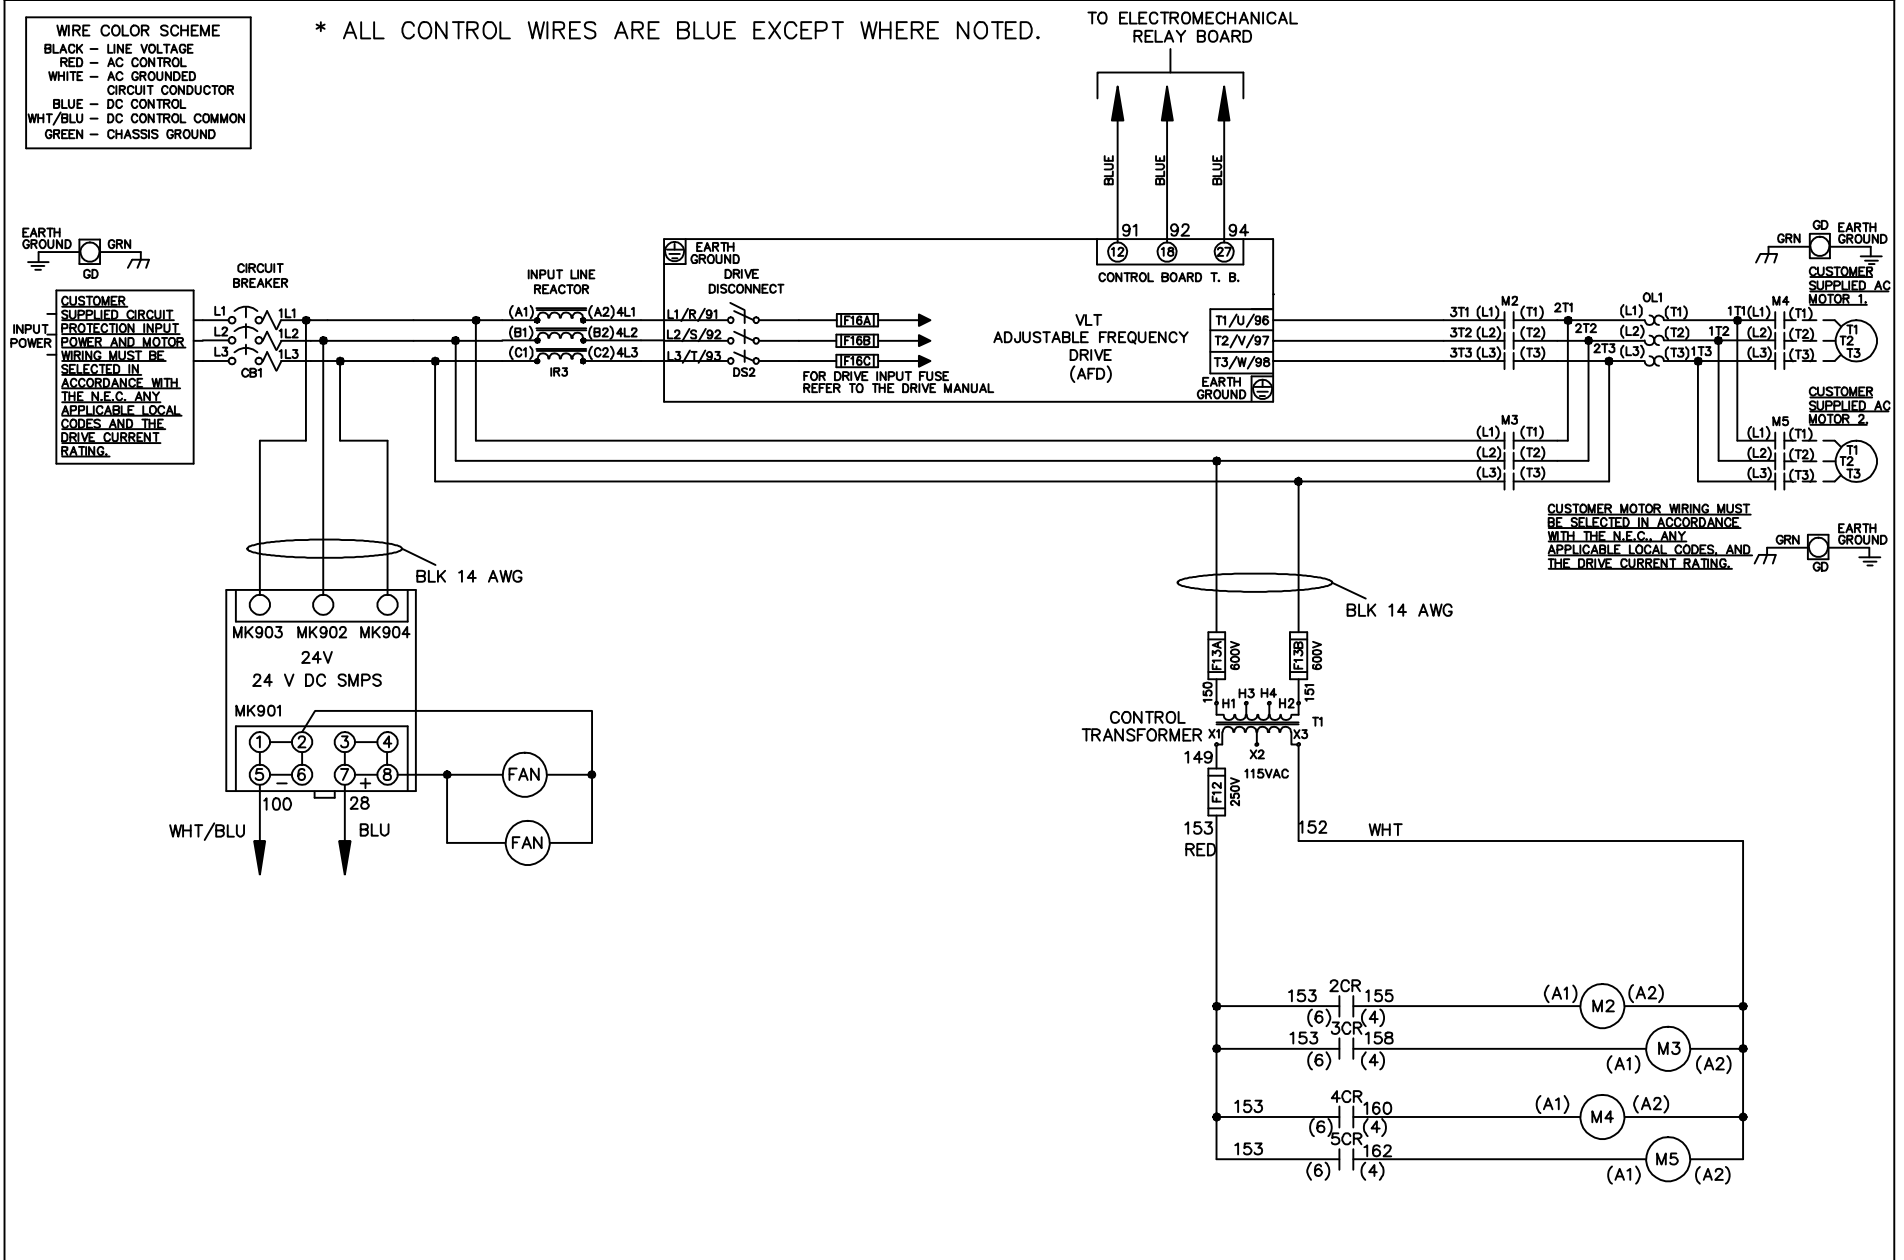 WIRE COLOR SCHEME
BLACK – LINE VOLTAGE
RED – AC CONTROL
WHITE – AC GROUNDED
CIRCUIT CONDUCTOR
BLUE – DC CONTROL
WHT/BLU – DC CONTROL COMMON
GREEN – CHASSIS GROUND
* ALL CONTROL WIRES ARE BLUE EXCEPT WHERE NOTED.
TO ELECTROMECHANICAL
RELAY BOARD
BLUE BLUE BLUE
91 92 94
12 18 27
CONTROL BOARD T. B.
EARTH
GROUND
GRN
GD
INPUT
POWER
CUSTOMER
SUPPLIED CIRCUIT
PROTECTION INPUT
POWER AND MOTOR
WIRING MUST BE
SELECTED IN
ACCORDANCE WITH
THE N.E.C. ANY
APPLICABLE LOCAL
CODES AND THE
DRIVE CURRENT
RATING.
CIRCUIT
BREAKER
L1 1L1
L2 1L2
L3 1L3
CB1
INPUT LINE
REACTOR
(A1) (A2) 4L1
(B1) (B2) 4L2
(C1) (C2) 4L3
IR3
EARTH
GROUND
DRIVE
DISCONNECT
L1/R/91
L2/S/92
L3/T/93
DS2
F16A
F16B
F16C
FOR DRIVE INPUT FUSE
REFER TO THE DRIVE MANUAL
VLT
ADJUSTABLE FREQUENCY
DRIVE
(AFD)
T1/U/96
T2/V/97
T3/W/98
EARTH
GROUND
M2
3T1 (L1) (T1) 2T1
3T2 (L2) (T2) 2T2
3T3 (L3) (T3) 2T3
OL1
(L1) (T1) 1T1
(L2) (T2) 1T2
(L3) (T3) 1T3
M4
(L1) (T1)
(L2) (T2)
(L3) (T3)
T1
T2
T3
GD
GRN
EARTH
GROUND
CUSTOMER
SUPPLIED AC
MOTOR 1.
M3
(L1) (T1)
(L2) (T2)
(L3) (T3)
CUSTOMER
SUPPLIED AC
MOTOR 2.
M5
(L1) (T1)
(L2) (T2)
(L3) (T3)
T1
T2
T3
CUSTOMER MOTOR WIRING MUST
BE SELECTED IN ACCORDANCE
WITH THE N.E.C., ANY
APPLICABLE LOCAL CODES, AND
THE DRIVE CURRENT RATING.
GRN
GD
EARTH
GROUND
BLK 14 AWG
MK903 MK902 MK904
24V
24 V DC SMPS
MK901
1 2 3 4
5 – 6 7 + 8
100 28
WHT/BLU BLU
FAN
FAN
BLK 14 AWG
F13A 600V
F13B 600V
150 151
H1 H3 H4 H2
CONTROL
TRANSFORMER
T1
X1 X2 X3
149
115VAC
F12 250V
153
RED
152 WHT
2CR
153 155
(6) (4)
(A1) M2 (A2)
3CR
153 158
(6) (4)
(A1) M3 (A2)
4CR
153 160
(6) (4)
(A1) M4 (A2)
5CR
153 162
(6) (4)
(A1) M5 (A2)